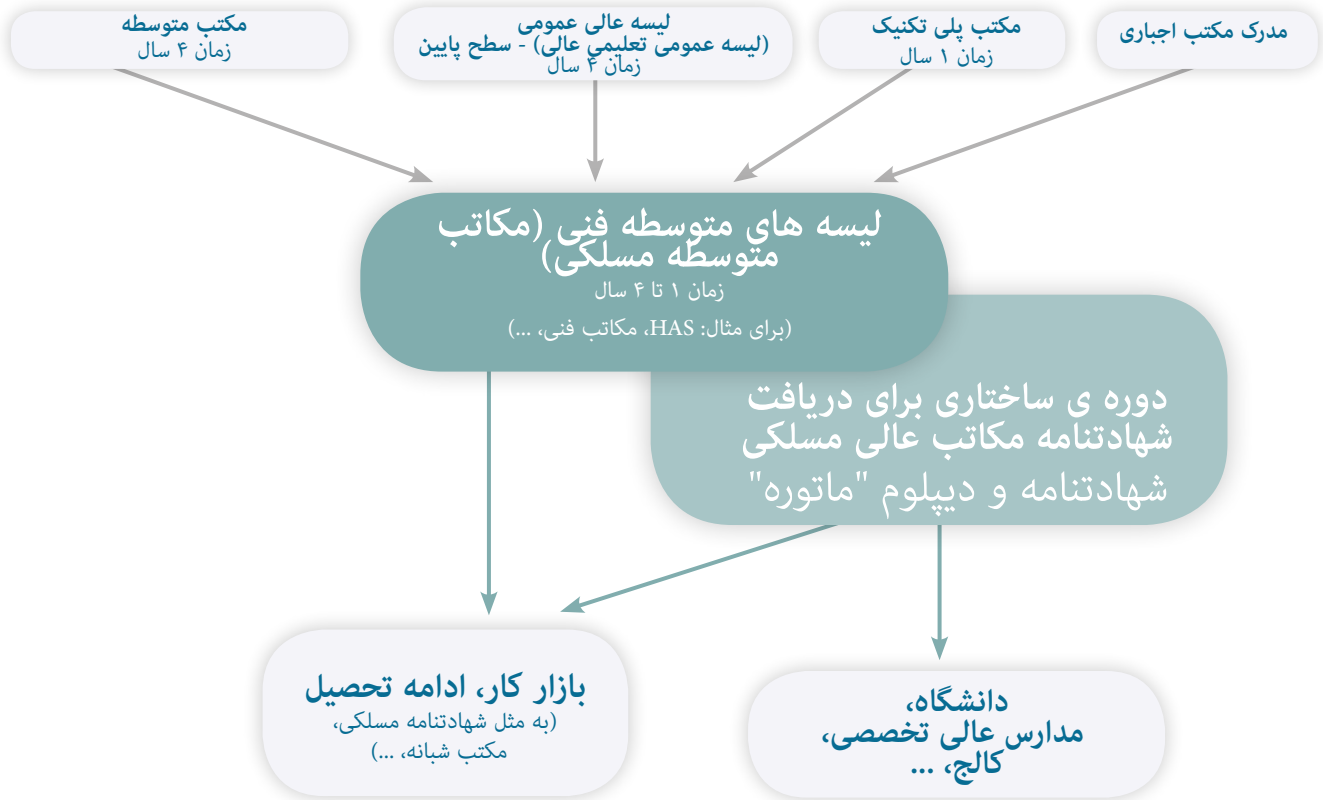 مدرک مکتب اجباری
مکتب پلی تکنیک
زمان ۱ سال
لیسه عالی عمومی
(لیسه عمومی تعلیمی عالی) - سطح پایین
زمان ۴ سال
مکتب متوسطه
زمان ۴ سال
لیسه های متوسطه فنی (مکاتب
متوسطه مسلکی)
زمان ۱ تا ۴ سال
(برای مثال: HAS، مکاتب فنی، ...)
دوره ی ساختاری برای دریافت
شهادتنامه مکاتب عالی مسلکی
شهادتنامه و دیپلوم "ماتوره"
بازار کار، ادامه تحصیل
(به مثل شهادتنامه مسلکی،
مکتب شبانه، ...)
دانشگاه،
مدارس عالی تخصصی،
کالج، ...